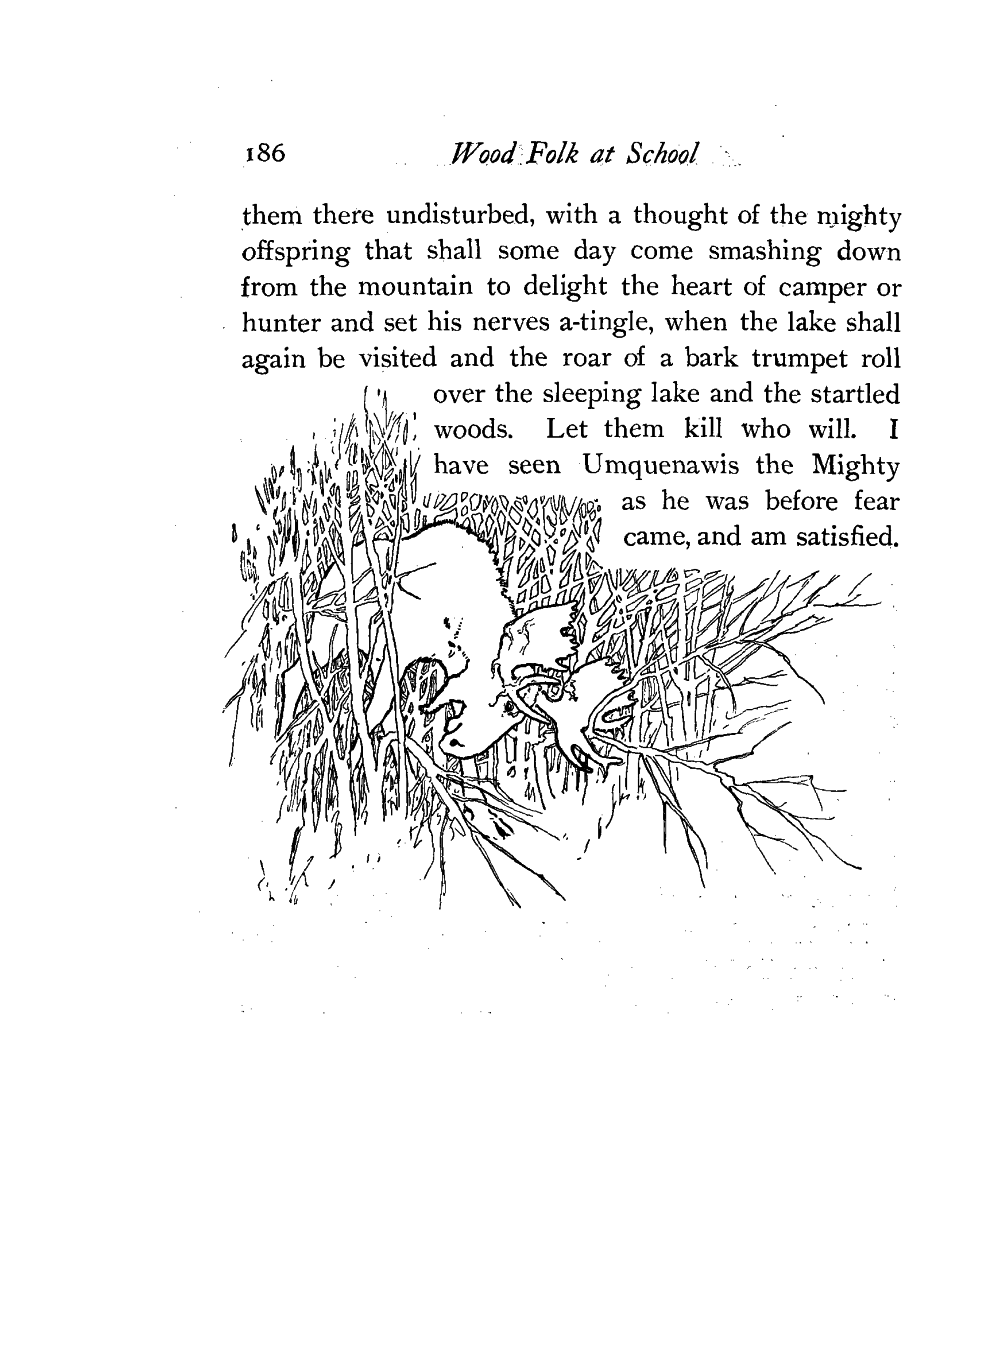 186 Wood Folk at School
them there undisturbed, with a thought of the mighty
offspring that shall some day come smashing down
from the mountain to delight the heart of camper or
hunter and set his nerves a-tingle, when the lake shall
again be visited and the roar of a bark trumpet roll
over the sleeping lake and the startled
woods. Let them kill who will. I
have seen Umquenawis the Mighty
as he was before fear
came, and am satisfied.